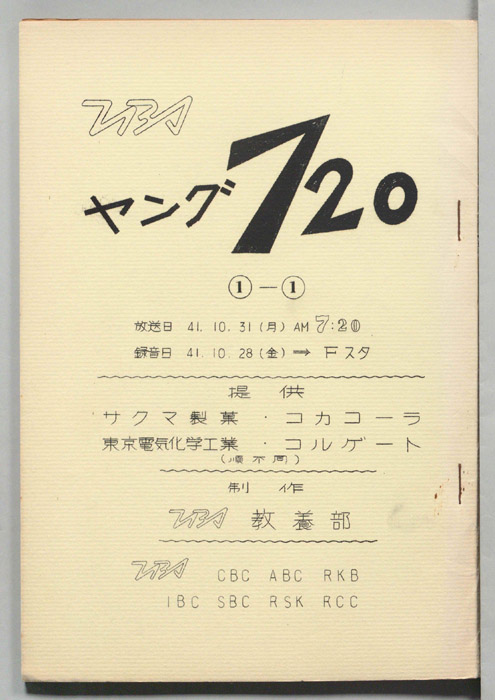 TBS
ヤング720
①-①
放送日 41.10.31(月) AM 7:20
録音日 41.10.28(金) ➡ Fスタ
提供
サクマ製菓・コカコーラ
東京電気化学工業・コルゲート
(順不同)
制作
TBS 教養部
TBS CBC ABC RKB
IBC SBC RSK RCC